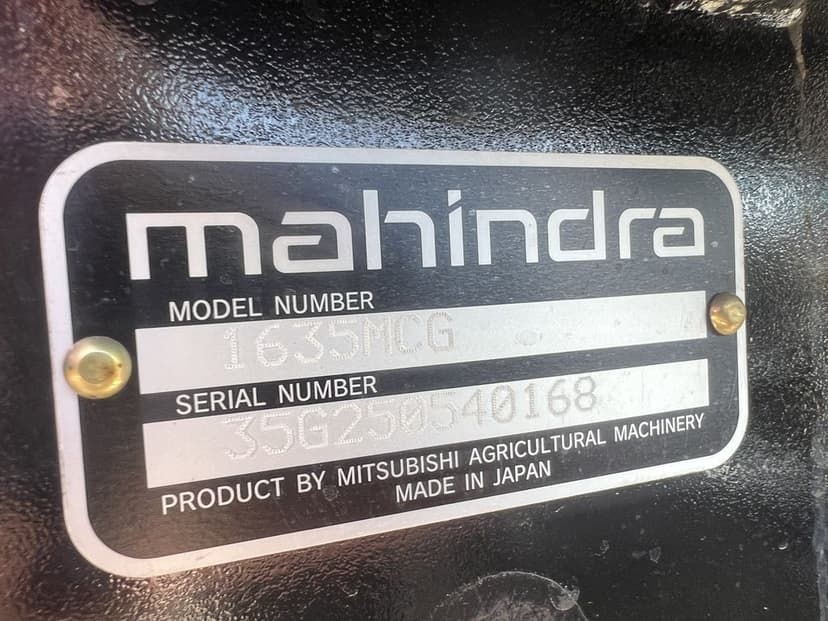 mahindra
MODEL NUMBER
1635MCG
SERIAL NUMBER
35G250540168
PRODUCT BY MITSUBISHI AGRICULTURAL MACHINERY
MADE IN JAPAN